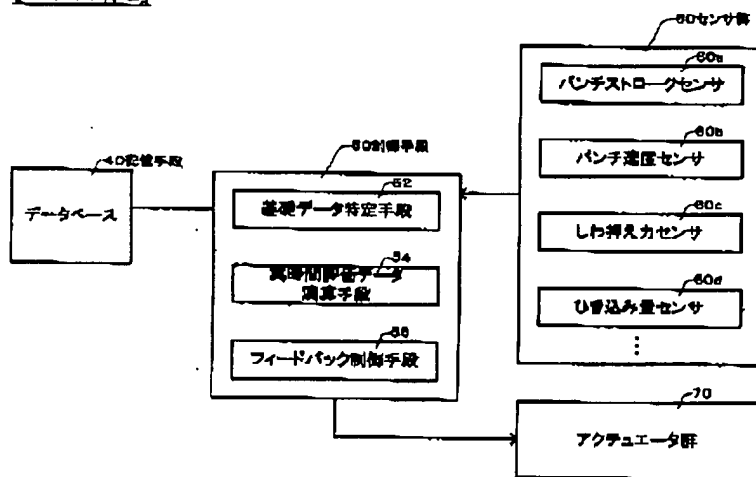 60センサ群
60a
パンチストロークセンサ
60b
パンチ速度センサ
60c
しわ押え力センサ
60d
ひき込み量センサ
40記憶手段
データベース
50制御手段
52
基礎データ特定手段
54
実時間制御データ
演算手段
56
フィードバック制御手段
70
アクチュエータ群